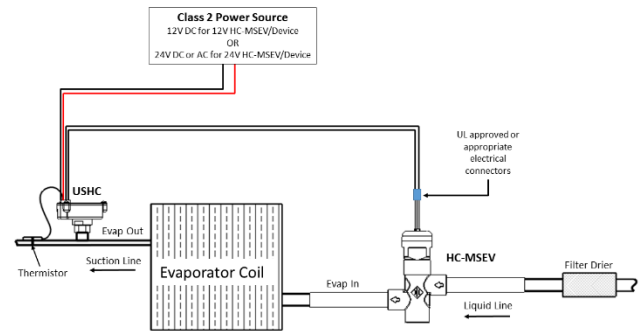 Class 2 Power Source
12V DC for 12V HC-MSEV/Device
OR
24V DC or AC for 24V HC-MSEV/Device
UL approved or
appropriate
electrical
connectors
USHC
Evap Out
Thermistor
Suction Line
Evaporator Coil
Evap In
HC-MSEV
Liquid Line
Filter Drier